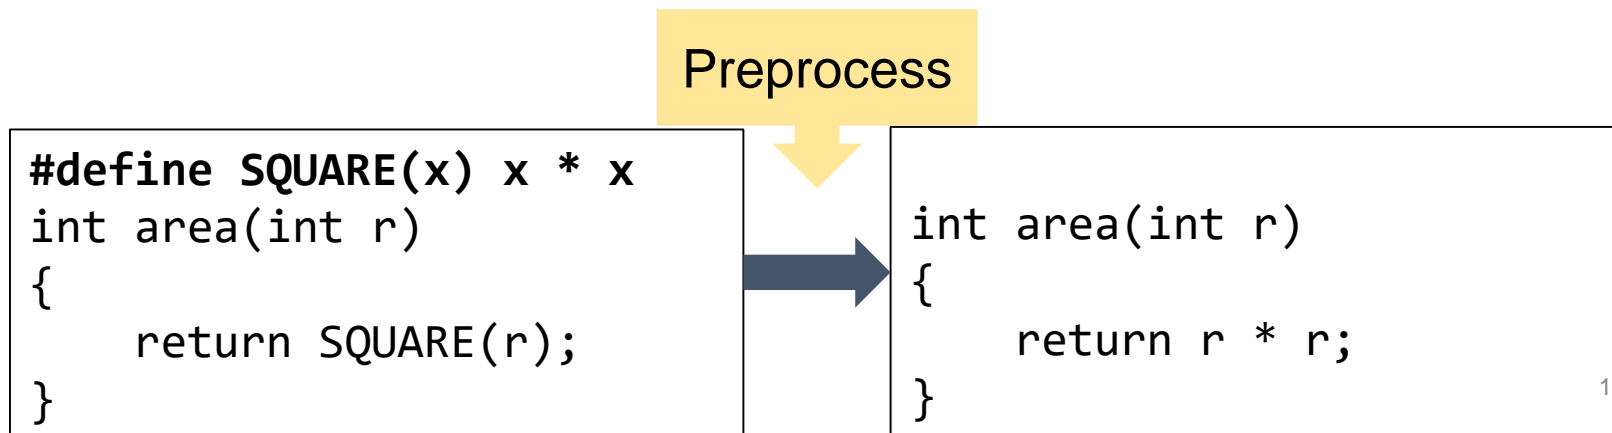 Preprocess
#define SQUARE(x) x * x
int area(int r)
{
    return SQUARE(r);
}
int area(int r)
{
    return r * r;
}
1